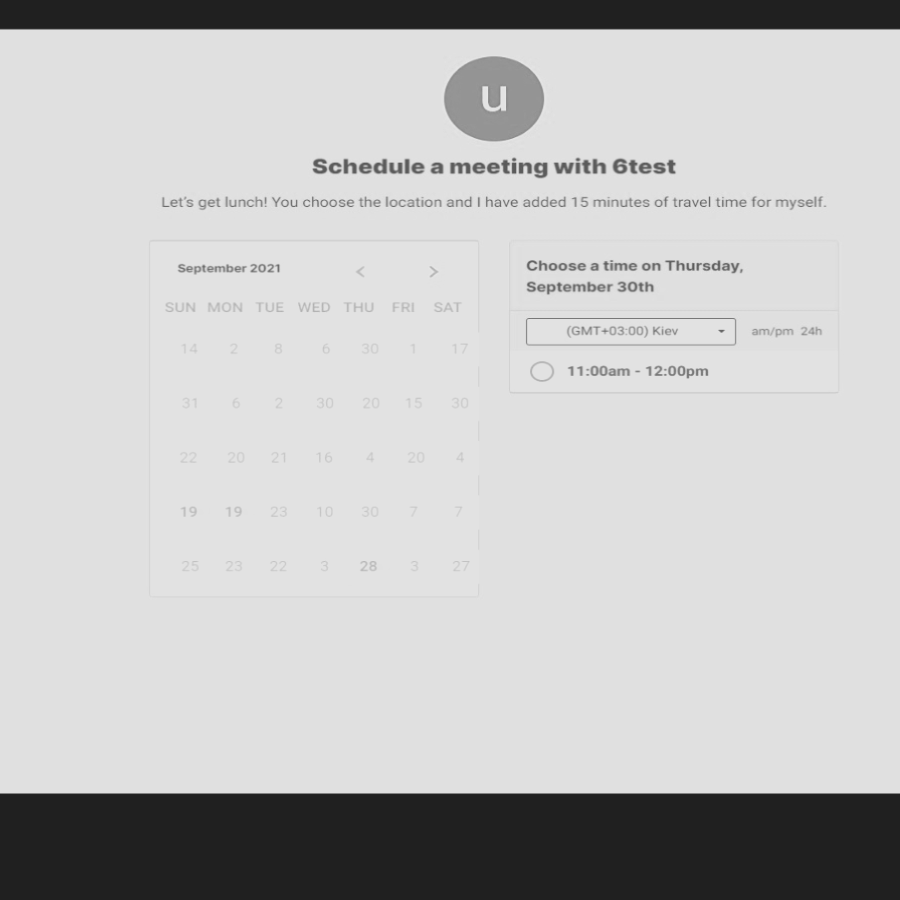 u
Schedule a meeting with 6test
Let's get lunch! You choose the location and I have added 15 minutes of travel time for myself.
September 2021 < >
SUN MON TUE WED THU FRI SAT
14 2 8 6 30 1 17
31 6 2 30 20 15 30
22 20 21 16 4 20 4
19 19 23 10 30 7 7
25 23 22 3 28 3 27
Choose a time on Thursday,
September 30th
(GMT+03:00) Kiev am/pm 24h
11:00am - 12:00pm